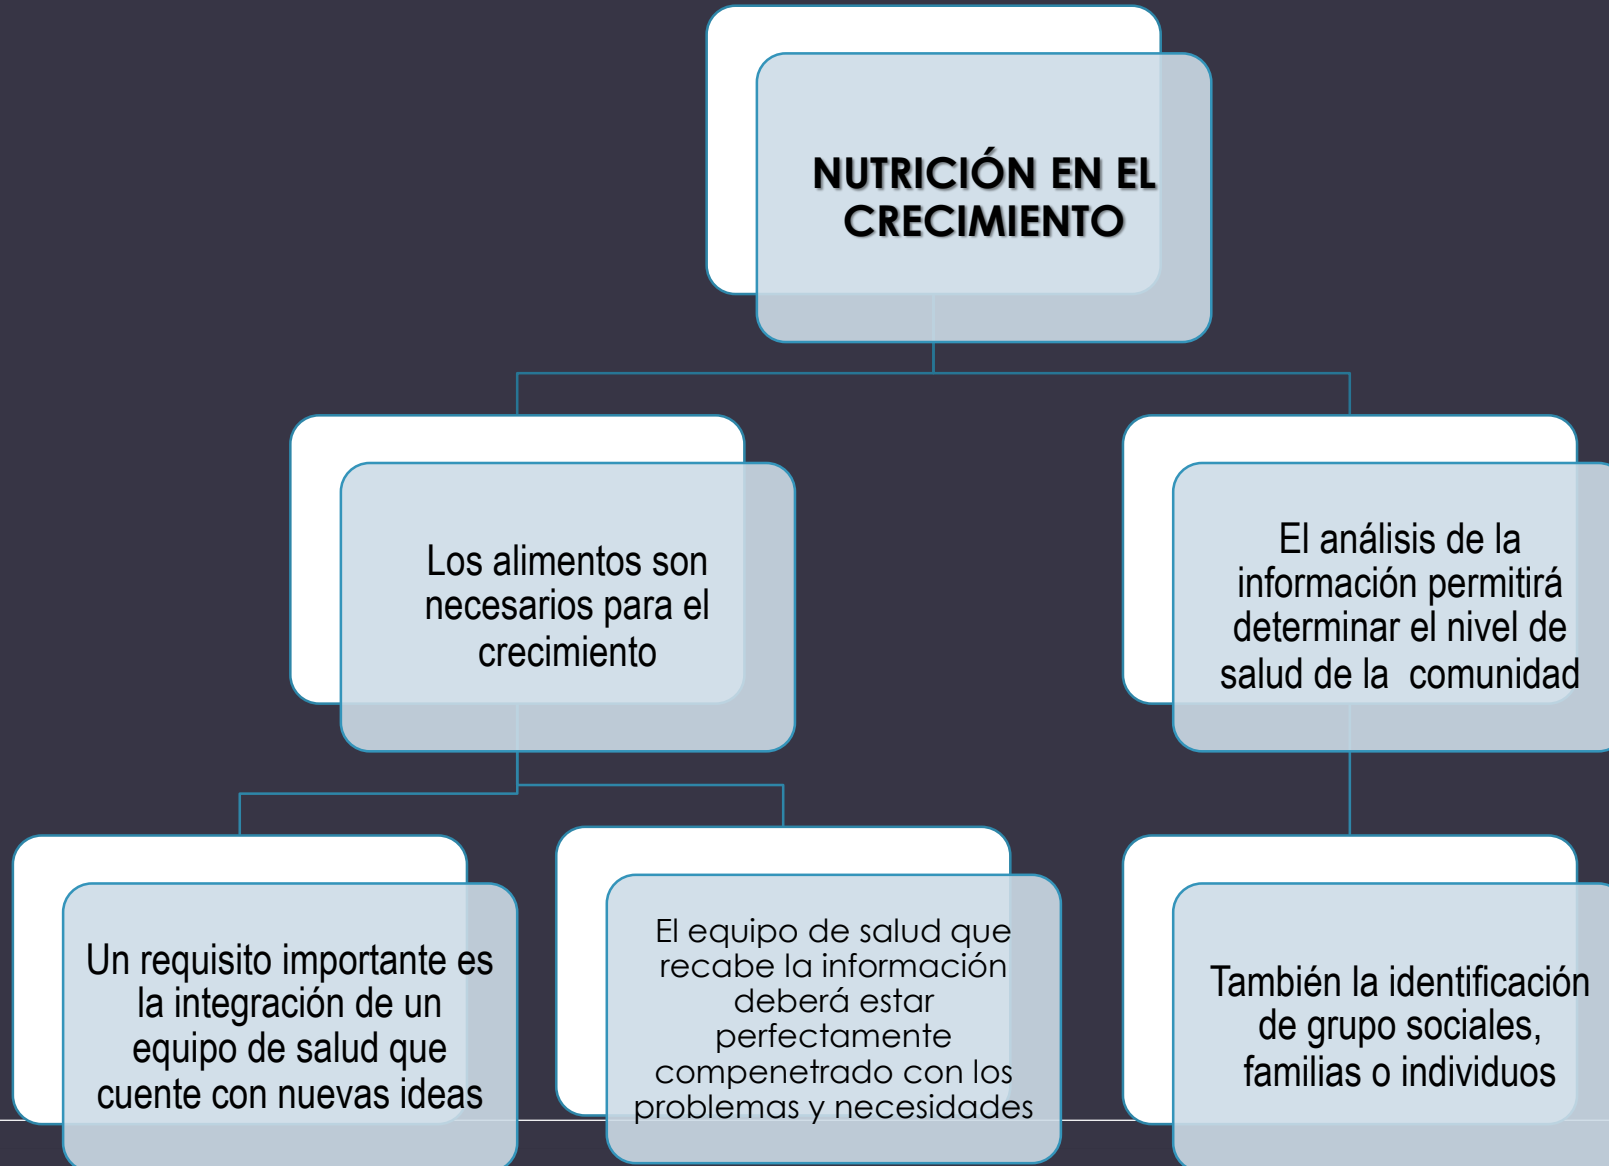 NUTRICIÓN EN EL
CRECIMIENTO
Los alimentos son
necesarios para el
crecimiento
El análisis de la
información permitirá
determinar el nivel de
salud de la comunidad
Un requisito importante es
la integración de un
equipo de salud que
cuente con nuevas ideas
El equipo de salud que
recabe la información
deberá estar
perfectamente
compenetrado con los
problemas y necesidades
También la identificación
de grupo sociales,
familias o individuos